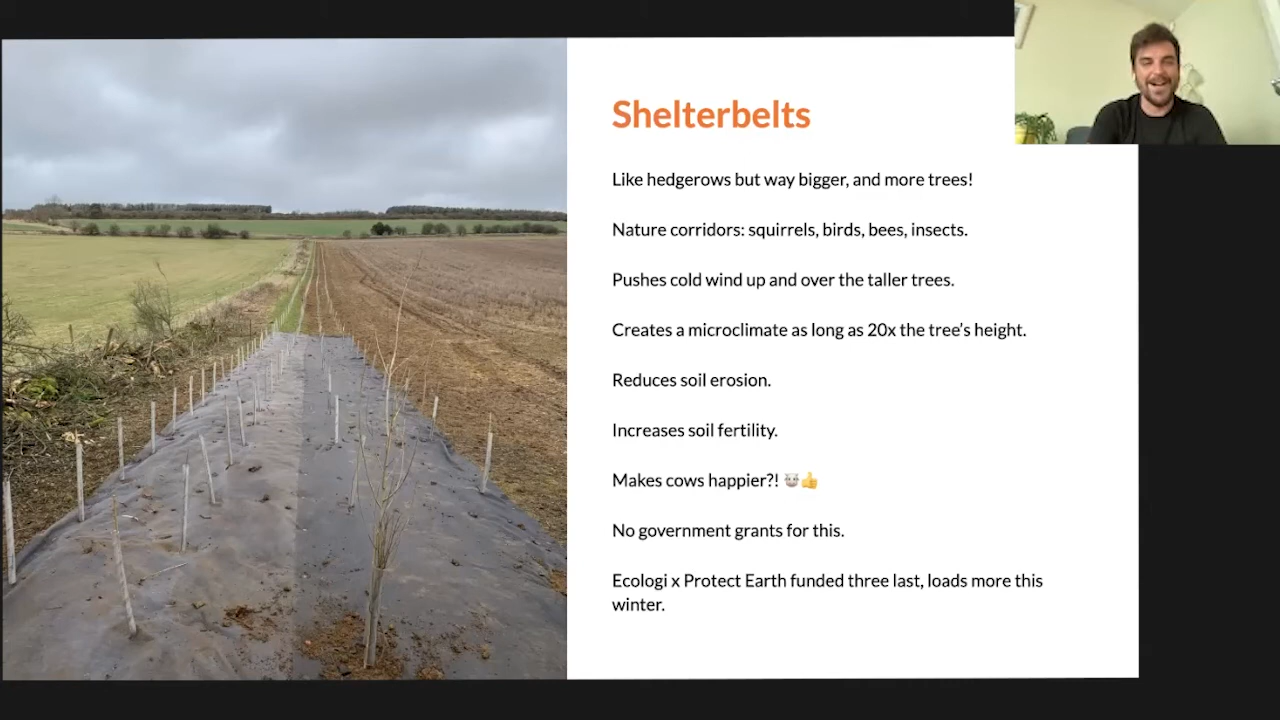 Shelterbelts
Like hedgerows but way bigger, and more trees!
Nature corridors: squirrels, birds, bees, insects.
Pushes cold wind up and over the taller trees.
Creates a microclimate as long as 20x the tree’s height.
Reduces soil erosion.
Increases soil fertility.
Makes cows happier?! 🐮👍
No government grants for this.
Ecologi x Protect Earth funded three last, loads more this
winter.